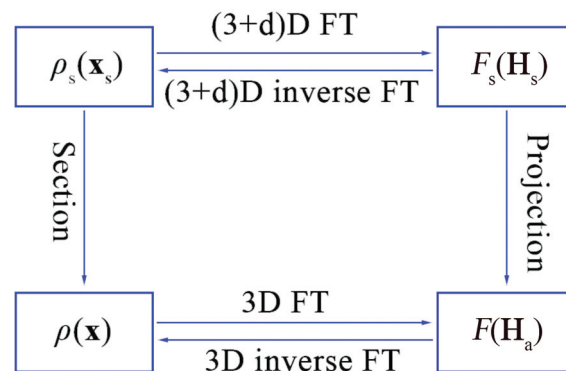 (3+d)D FT
ρₛ(𝐱ₛ)
Fₛ(𝐇ₛ)
(3+d)D inverse FT
Section
Projection
3D FT
ρ(𝐱)
F(𝐇ₐ)
3D inverse FT